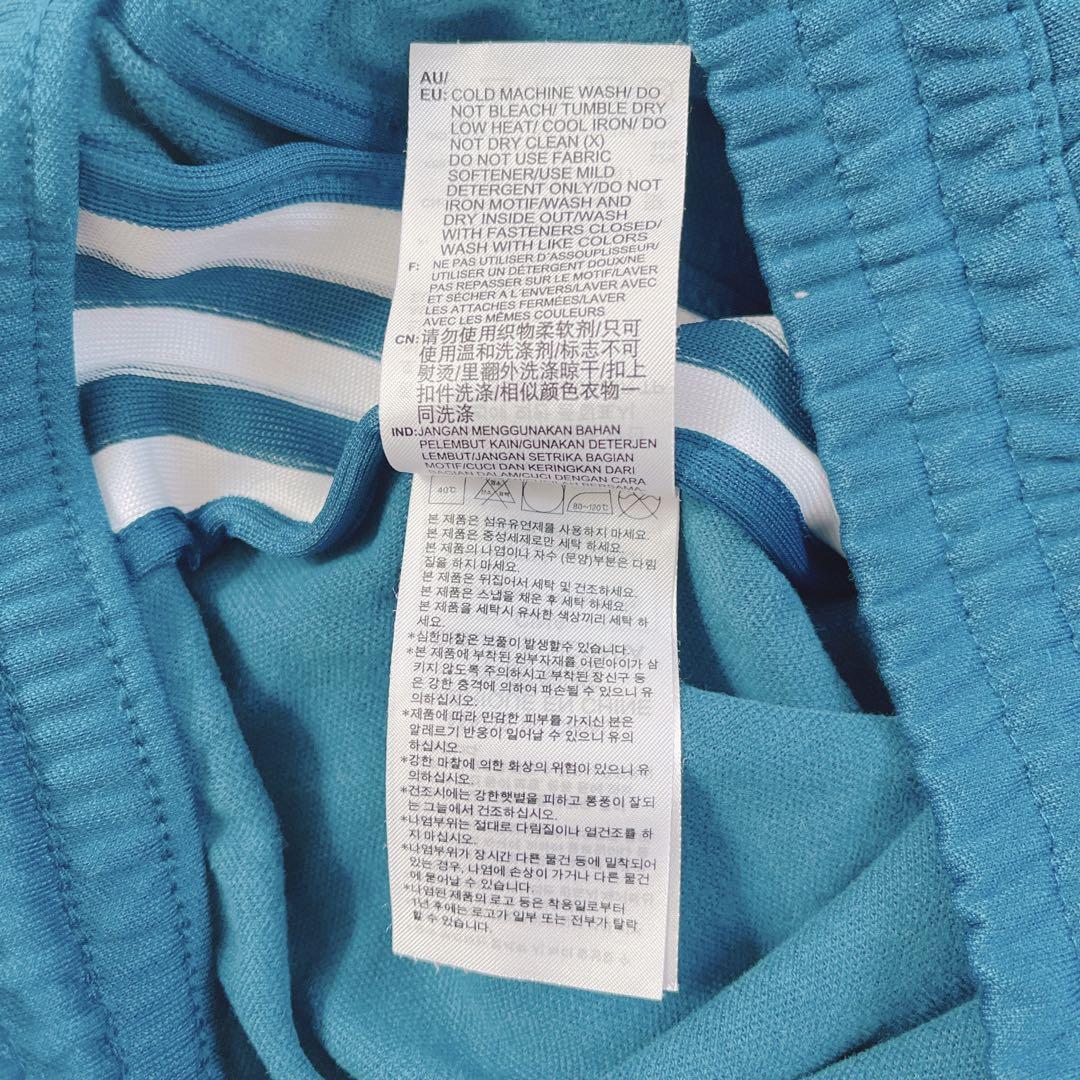 AU/
EU: COLD MACHINE WASH/ DO
NOT BLEACH/ TUMBLE DRY
LOW HEAT/ COOL IRON/ DO
NOT DRY CLEAN (X)
DO NOT USE FABRIC
SOFTENER/USE MILD
DETERGENT ONLY/DO NOT
IRON MOTIF/WASH AND
DRY INSIDE OUT/WASH
WITH FASTENERS CLOSED/
WASH WITH LIKE COLORS
F: NE PAS UTILISER D'ASSOUPLISSEUR/
UTILISER UN DÉTERGENT DOUX/NE
PAS REPASSER SUR LE MOTIF/LAVER
ET SÉCHER A L'ENVERS/LAVER AVEC
LES ATTACHES FERMÉES/LAVER
AVEC LES MÊMES COULEURS
CN: 请勿使用织物柔软剂/只可
使用温和洗涤剂/标志不可
熨烫/里翻外洗涤晾干/扣上
扣件洗涤/相似颜色衣物一
同洗涤
IND: JANGAN MENGGUNAKAN BAHAN
PELEMBUT KAIN/GUNAKAN DETERJEN
LEMBUT/JANGAN SETRIKA BAGIAN
MOTIF/CUCI DAN KERINGKAN DARI
BAGIAN DALAM/CUCI DENGAN CARA
40℃ 80~120℃
본 제품은 섬유유연제를 사용하지 마세요.
본 제품은 중성세제로만 세탁 하세요.
본 제품의 나염이나 자수 (문양)부분은 다림
질을 하지 마세요.
본 제품은 뒤집어서 세탁 및 건조하세요.
본 제품은 스냅을 채운 후 세탁 하세요.
본 제품을 세탁시 유사한 색상끼리 세탁 하
세요.
*심한마찰은 보풀이 발생할수 있습니다.
*본 제품에 부착된 원부자재를 어린아이가 삼
키지 않도록 주의하시고 부착된 장신구 등
은 강한 충격에 의하여 파손될 수 있으니 유
의하십시오.
*제품에 따라 민감한 피부를 가지신 분은
알레르기 반응이 일어날 수 있으니 유의
하십시오.
*강한 마찰에 의한 화상의 위험이 있으니 유
의하십시오.
*건조시에는 강한햇볕을 피하고 통풍이 잘되
는 그늘에서 건조하십시오.
*나염부위는 절대로 다림질이나 열건조를 하
지 마십시오.
*나염부위가 장시간 다른 물건 등에 밀착되어
있는 경우, 나염에 손상이 가거나 다른 물건
에 묻어날 수 있습니다.
*나염된 제품의 로고 등은 착용일로부터
1년 후에는 로고가 일부 또는 전부가 탈락
할 수 있습니다.